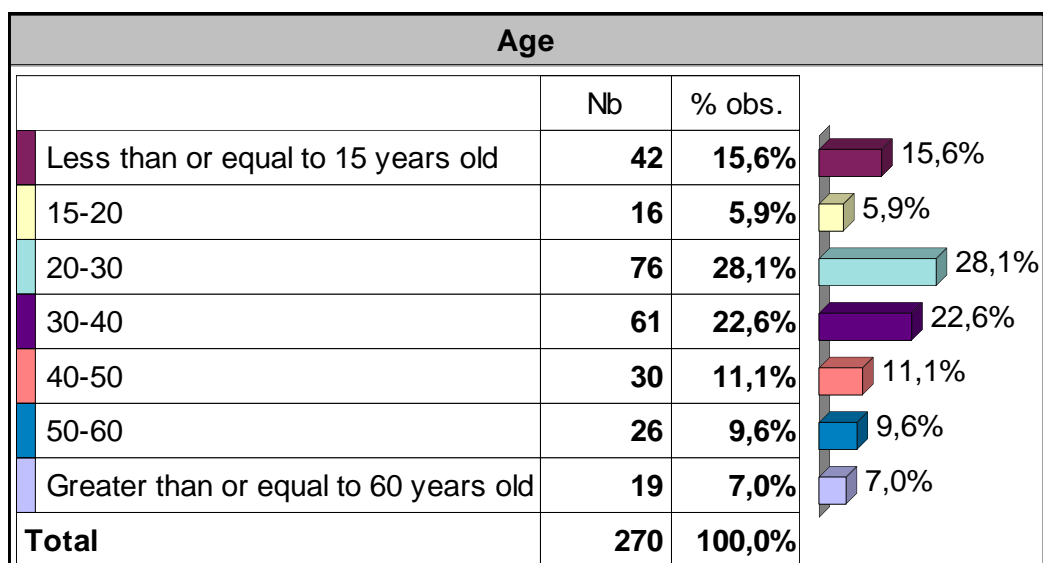 Age
Nb % obs.
Less than or equal to 15 years old 42 15,6% 15,6%
15-20 16 5,9% 5,9%
20-30 76 28,1% 28,1%
30-40 61 22,6% 22,6%
40-50 30 11,1% 11,1%
50-60 26 9,6% 9,6%
Greater than or equal to 60 years old 19 7,0% 7,0%
Total 270 100,0%